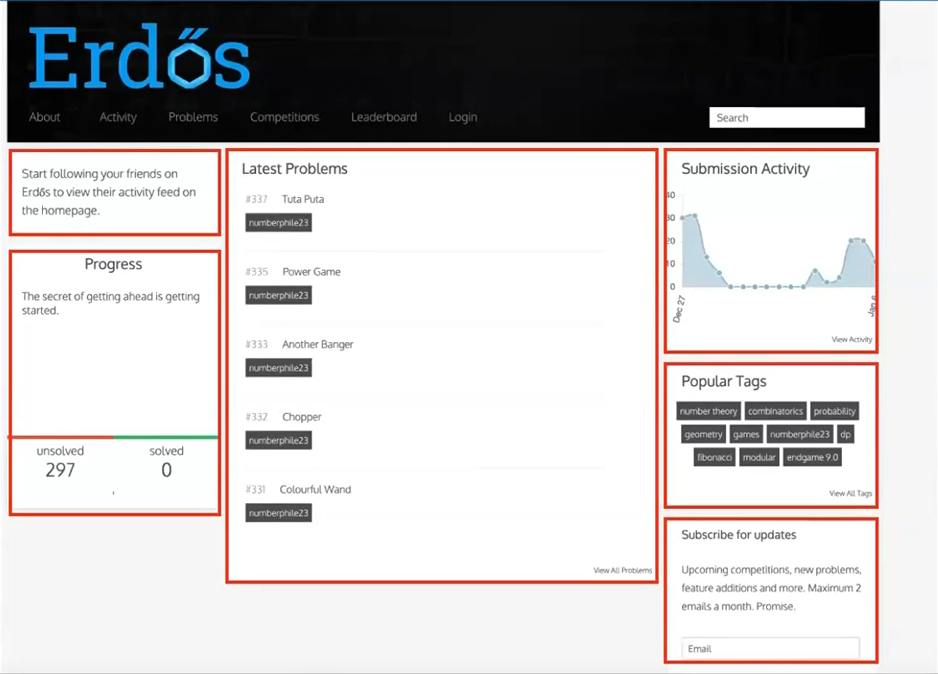 Erdős
About Activity Problems Competitions Leaderboard Login
Search
Start following your friends on
Erdős to view their activity feed on
the homepage.
Progress
The secret of getting ahead is getting
started.
unsolved solved
297 0
Latest Problems
#337 Tuta Puta
numberphile23
#335 Power Game
numberphile23
#333 Another Banger
numberphile23
#332 Chopper
numberphile23
#331 Colourful Wand
numberphile23
View All Problems
Submission Activity
40
30
20
10
0
Dec 27
View Activity
Popular Tags
number theory combinatorics probability
geometry games numberphile23 dp
fibonacci modular endgame 9.0
View All Tags
Subscribe for updates
Upcoming competitions, new problems,
feature additions and more. Maximum 2
emails a month. Promise.
Email